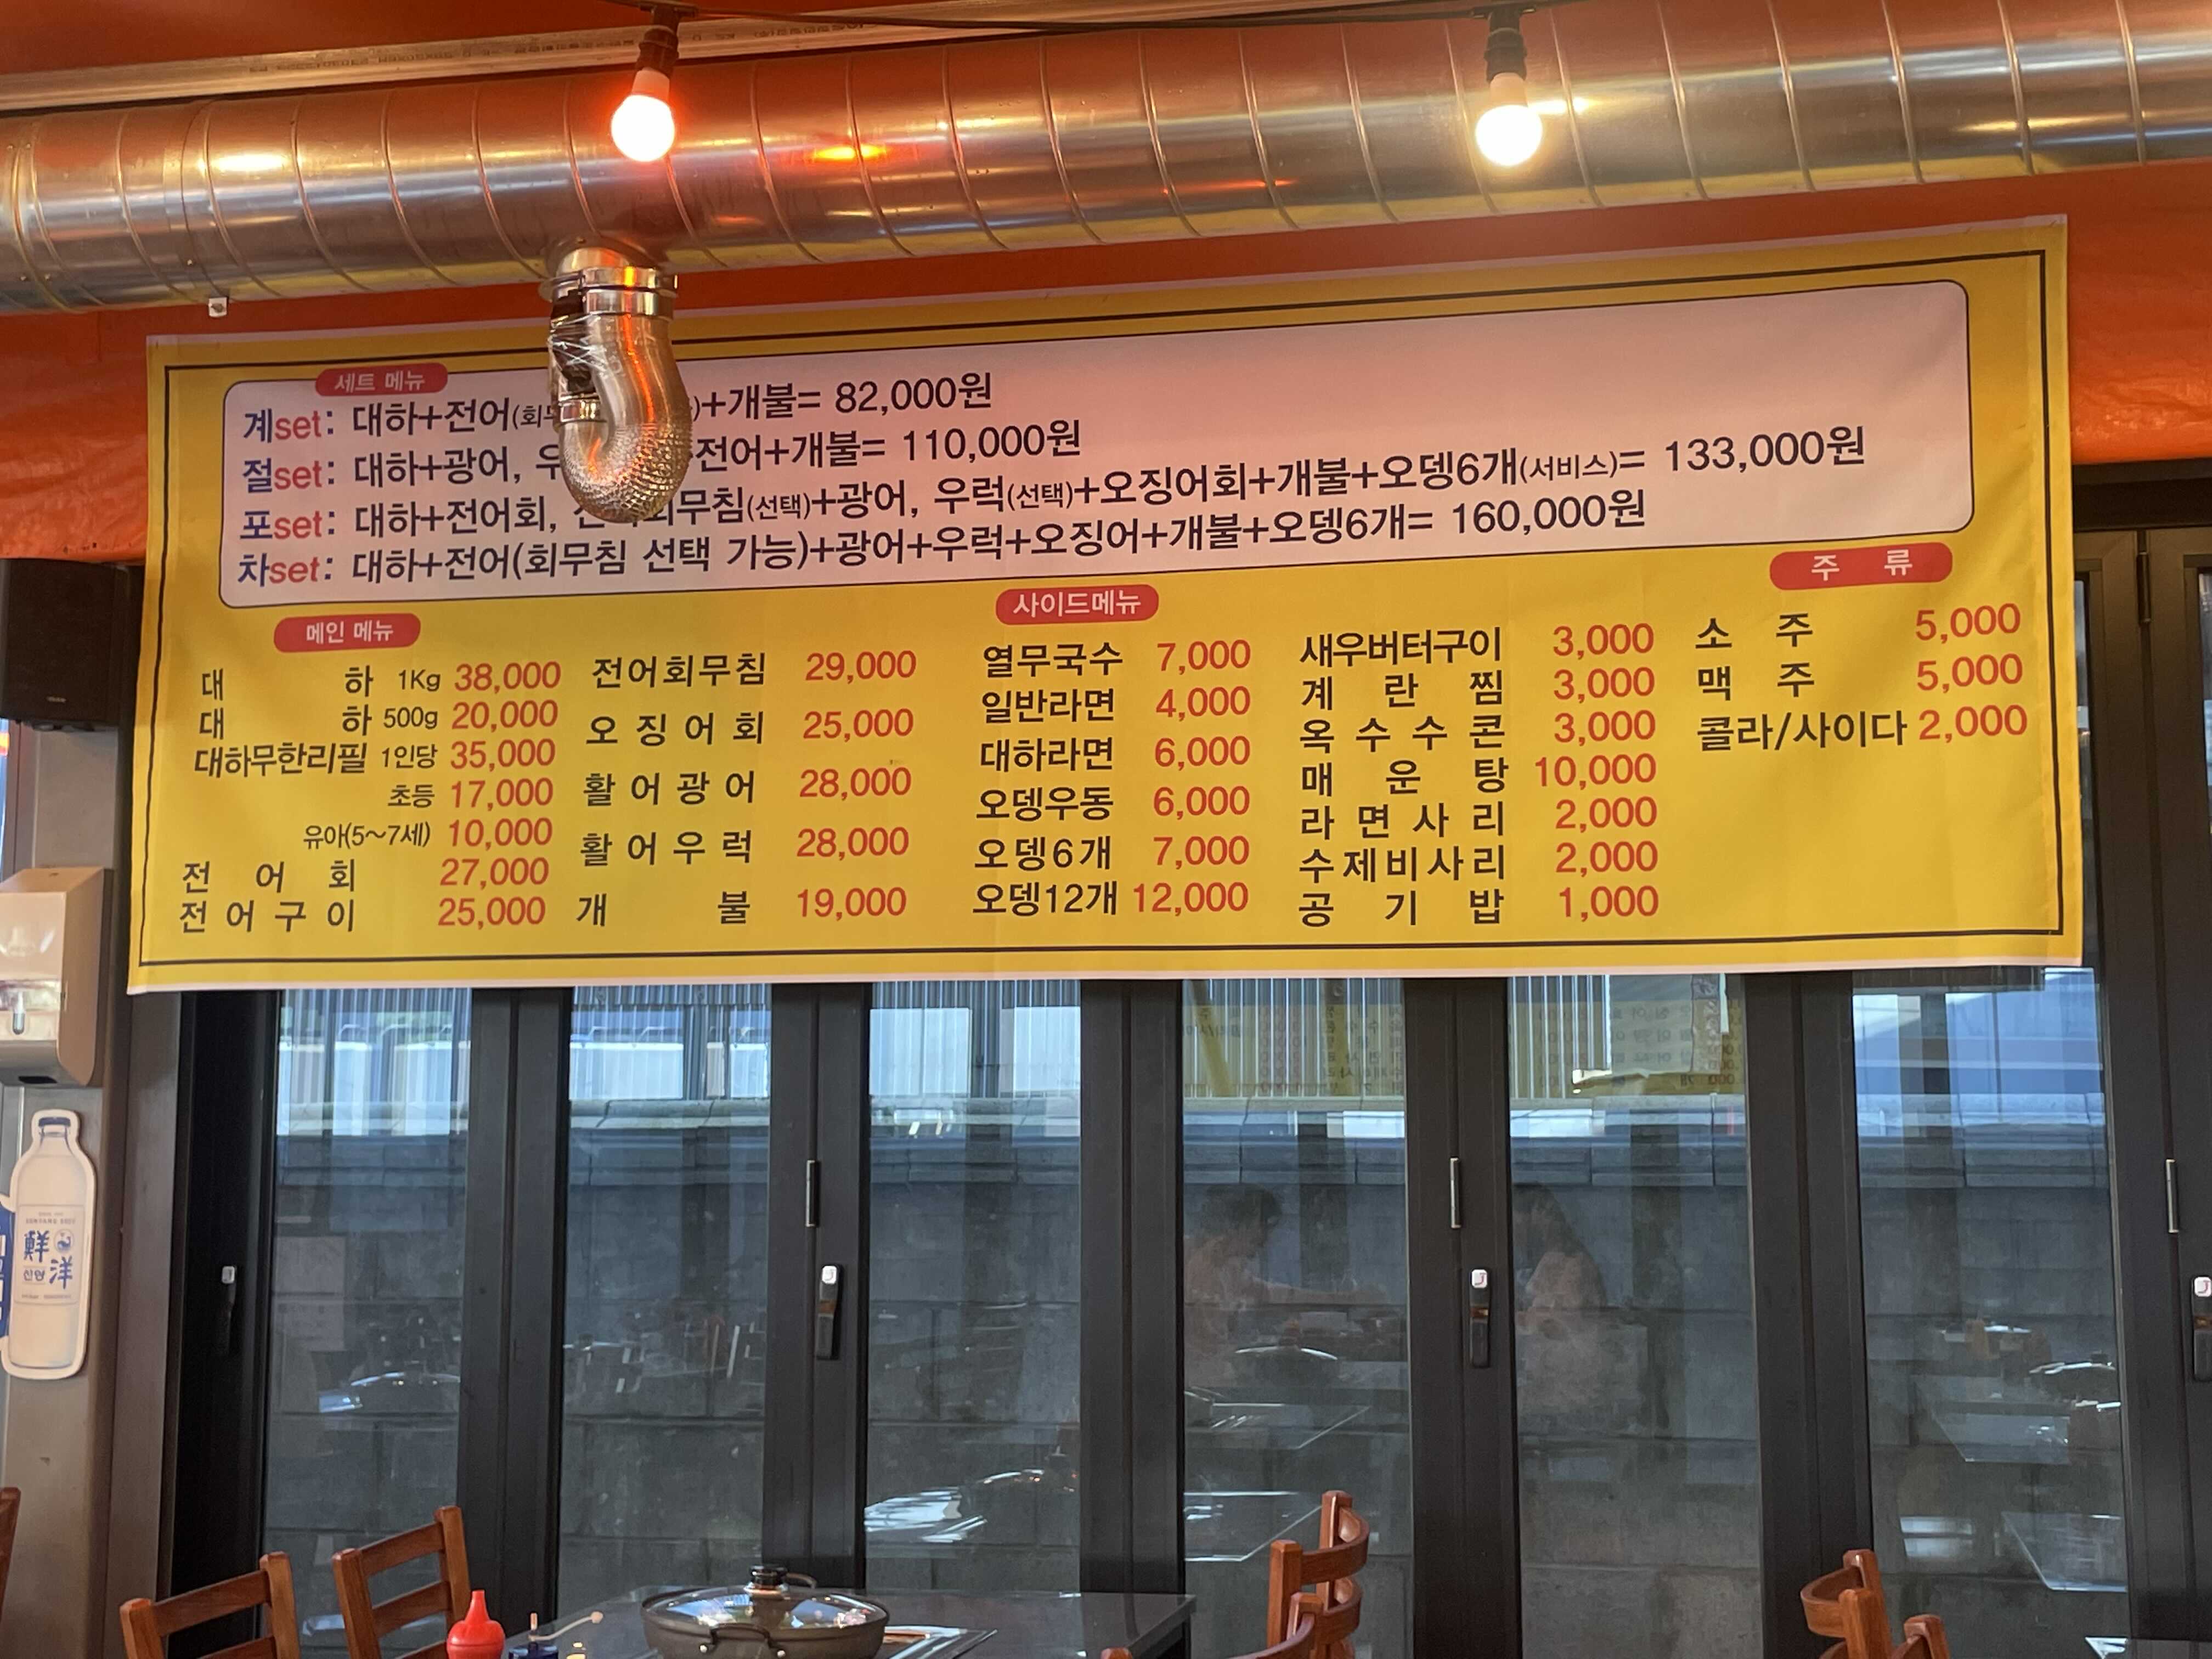 세트 메뉴
계set: 대하+전어(회 )+개불= 82,000원
절set: 대하+광어, 전어+개불= 110,000원
포set: 대하+전어회, (선택)+광어, 우럭(선택)+오징어회+개불+오뎅6개(서비스)= 133,000원
차set: 대하+전어(회무침 선택 가능)+광어+우럭+오징어+개불+오뎅6개= 160,000원
메인 메뉴
대 하 1Kg 38,000
대 하 500g 20,000
대하무한리필 1인당 35,000
초등 17,000
유아(5~7세) 10,000
전 어 회 27,000
전 어 구 이 25,000
전어회무침 29,000
오 징 어 회 25,000
활 어 광 어 28,000
활 어 우 럭 28,000
개 불 19,000
사이드메뉴
열무국수 7,000
일반라면 4,000
대하라면 6,000
오뎅우동 6,000
오뎅6개 7,000
오뎅12개 12,000
새우버터구이 3,000
계 란 찜 3,000
옥 수 수 콘 3,000
매 운 탕 10,000
라 면 사 리 2,000
수 제 비 사 리 2,000
공 기 밥 1,000
주 류
소 주 5,000
맥 주 5,000
콜라/사이다 2,000
鮮
선양 洋